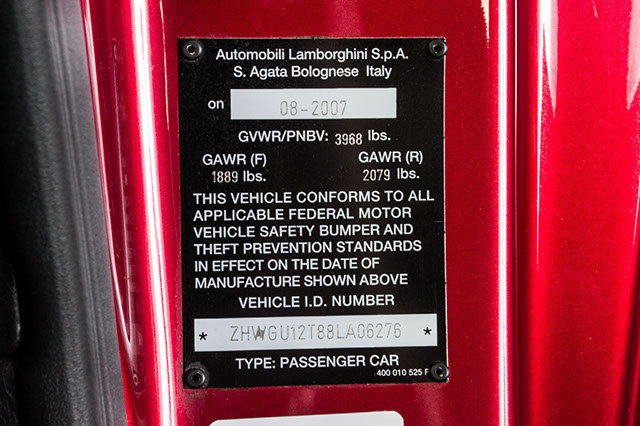 Automobili Lamborghini S.p.A.
S. Agata Bolognese Italy
on 08-2007
GVWR/PNBV: 3968 lbs.
GAWR (F) GAWR (R)
1889 lbs. 2079 lbs.
THIS VEHICLE CONFORMS TO ALL
APPLICABLE FEDERAL MOTOR
VEHICLE SAFETY BUMPER AND
THEFT PREVENTION STANDARDS
IN EFFECT ON THE DATE OF
MANUFACTURE SHOWN ABOVE
VEHICLE I.D. NUMBER
* ZHWGU12T88LA06276 *
TYPE: PASSENGER CAR
400 010 525 F